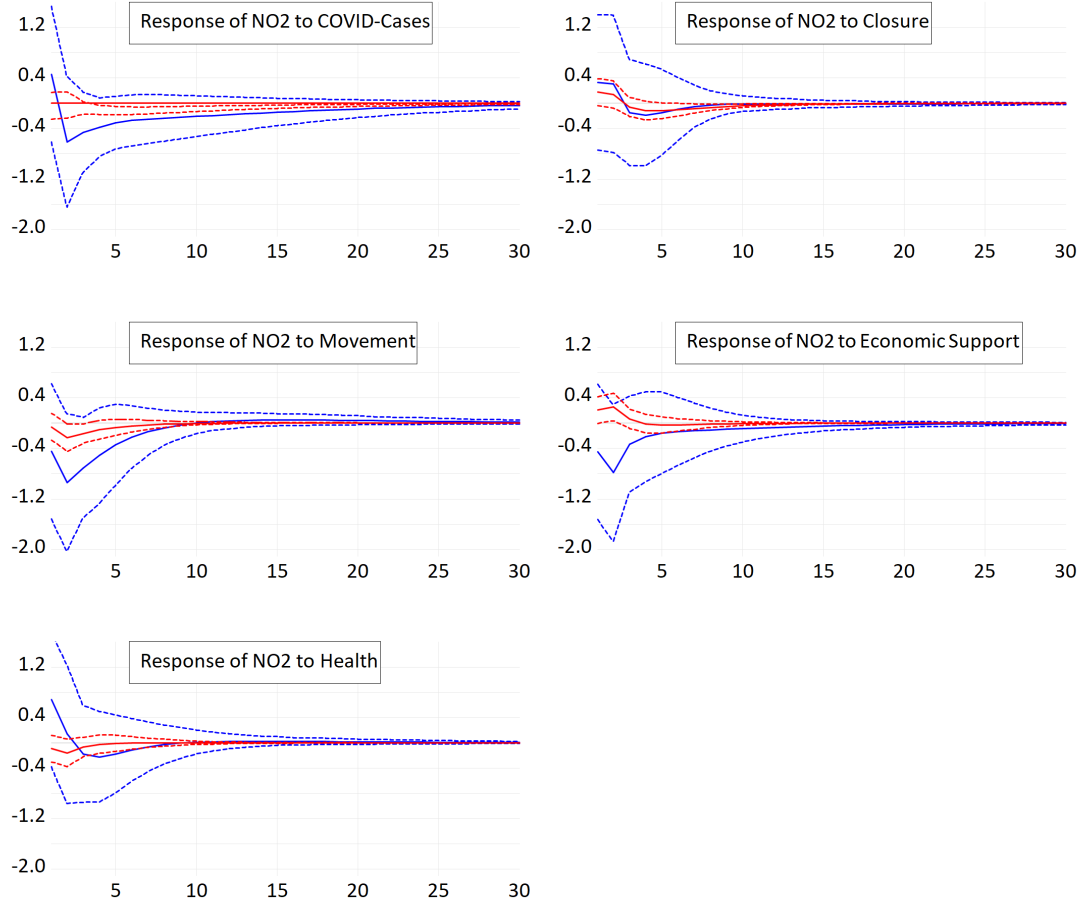 Response of NO2 to COVID-Cases
1.2
0.4
-0.4
-1.2
-2.0
5 10 15 20 25 30
Response of NO2 to Closure
1.2
0.4
-0.4
-1.2
-2.0
5 10 15 20 25 30
Response of NO2 to Movement
1.2
0.4
-0.4
-1.2
-2.0
5 10 15 20 25 30
Response of NO2 to Economic Support
1.2
0.4
-0.4
-1.2
-2.0
5 10 15 20 25 30
Response of NO2 to Health
1.2
0.4
-0.4
-1.2
-2.0
5 10 15 20 25 30